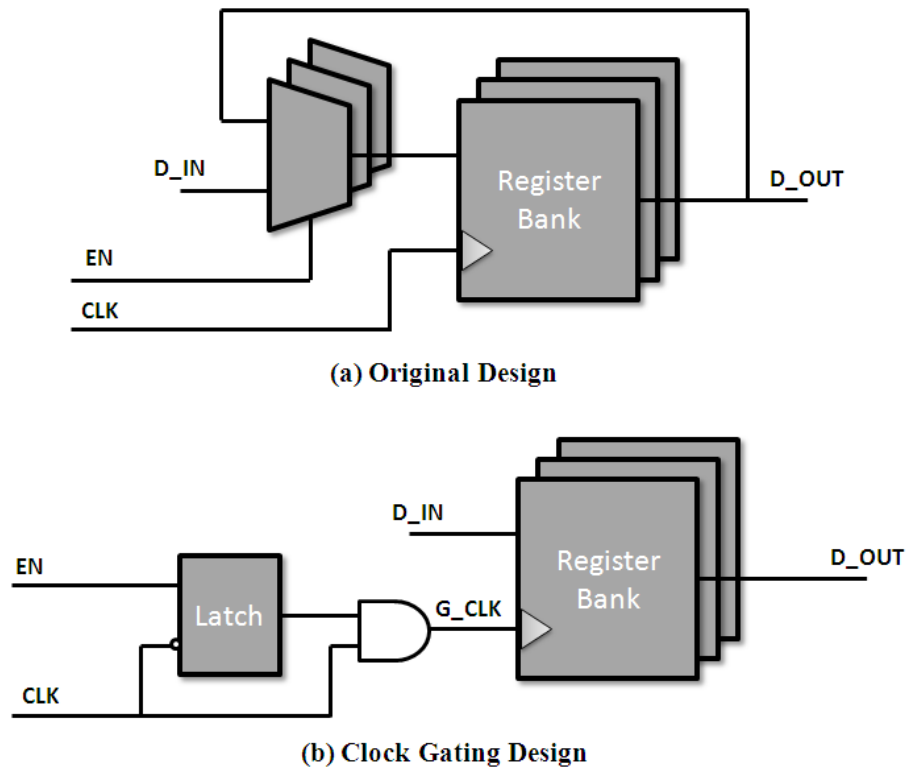 D_IN
Register
Bank
D_OUT
EN
CLK
(a) Original Design
D_IN
EN
Register
Bank
D_OUT
Latch
G_CLK
CLK
(b) Clock Gating Design